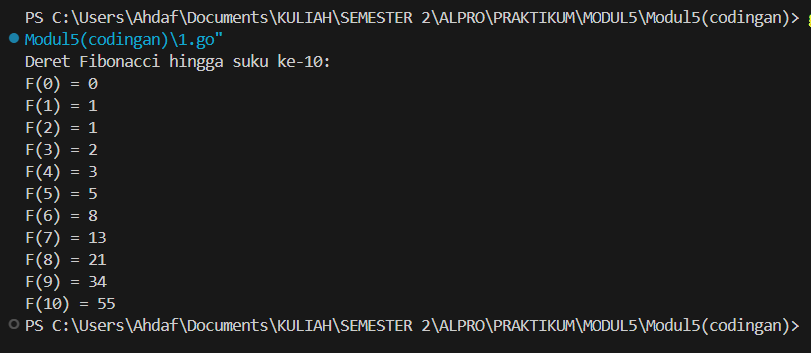 PS C:\Users\Ahdaf\Documents\KULIAH\SEMESTER 2\ALPRO\PRAKTIKUM\MODUL5\Modul5(codingan)> g
Modul5(codingan)\1.go"
Deret Fibonacci hingga suku ke-10:
F(0) = 0
F(1) = 1
F(2) = 1
F(3) = 2
F(4) = 3
F(5) = 5
F(6) = 8
F(7) = 13
F(8) = 21
F(9) = 34
F(10) = 55
PS C:\Users\Ahdaf\Documents\KULIAH\SEMESTER 2\ALPRO\PRAKTIKUM\MODUL5\Modul5(codingan)>